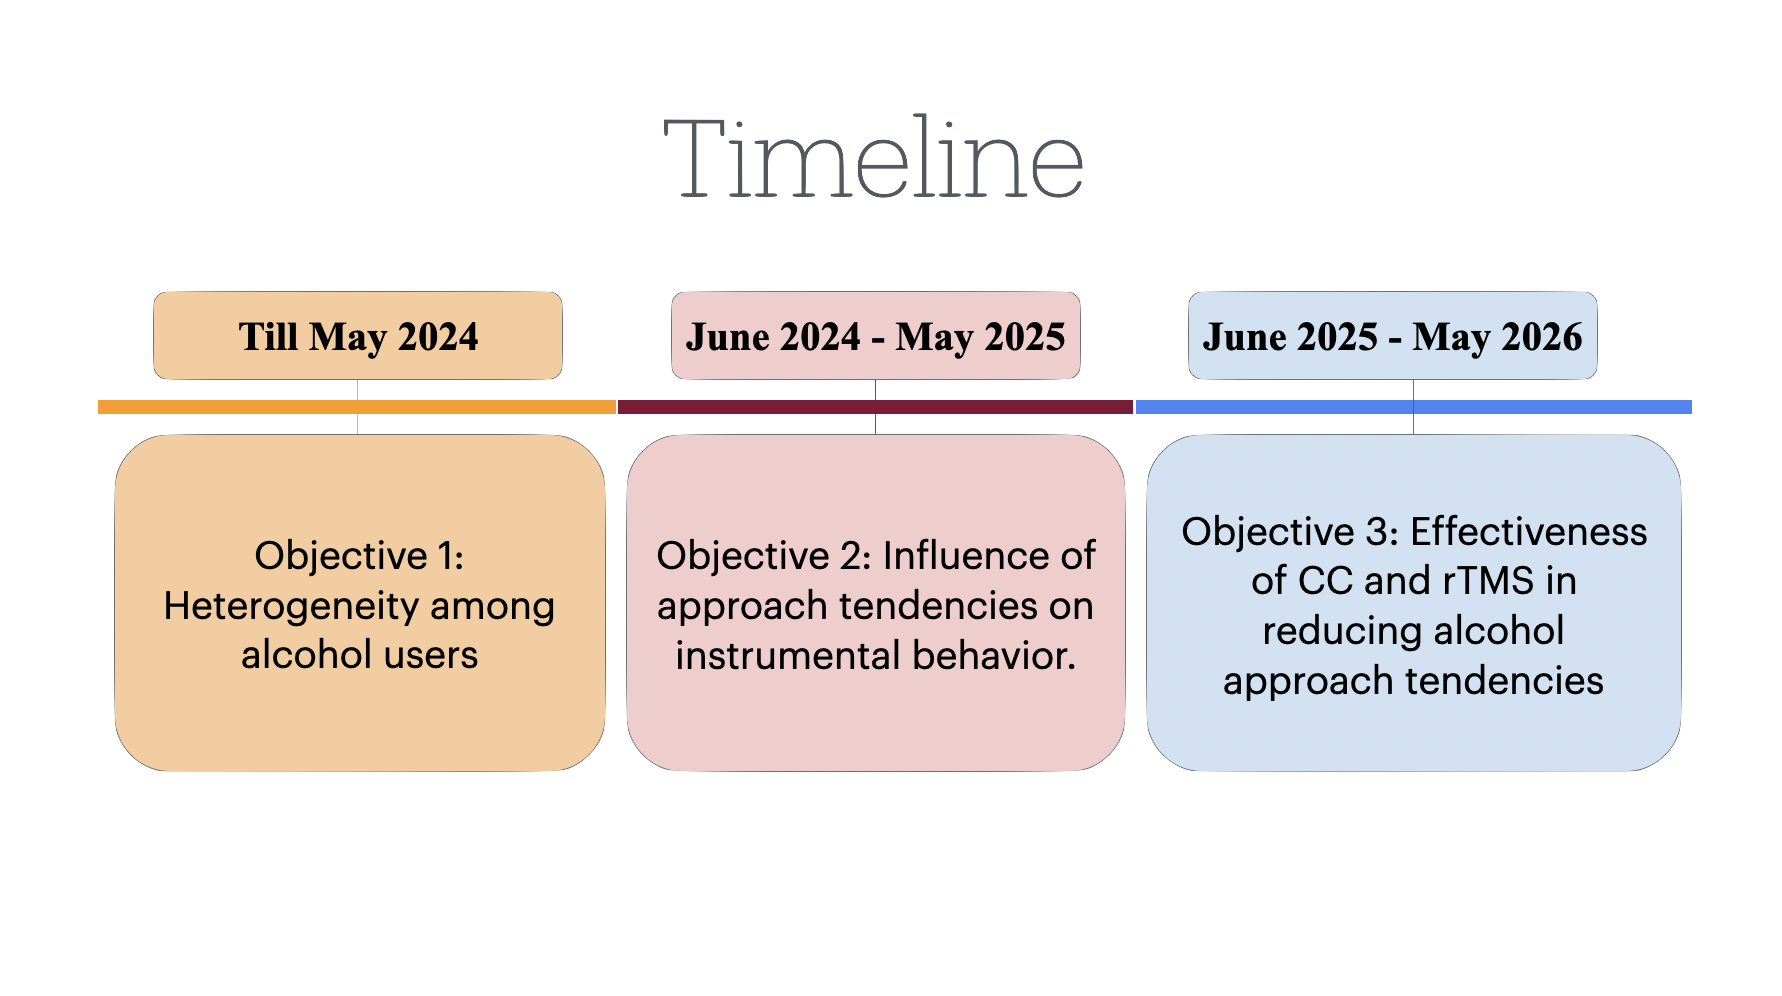 Timeline
Till May 2024
June 2024 - May 2025
June 2025 - May 2026
Objective 1:
Heterogeneity among
alcohol users
Objective 2: Influence of
approach tendencies on
instrumental behavior.
Objective 3: Effectiveness
of CC and rTMS in
reducing alcohol
approach tendencies